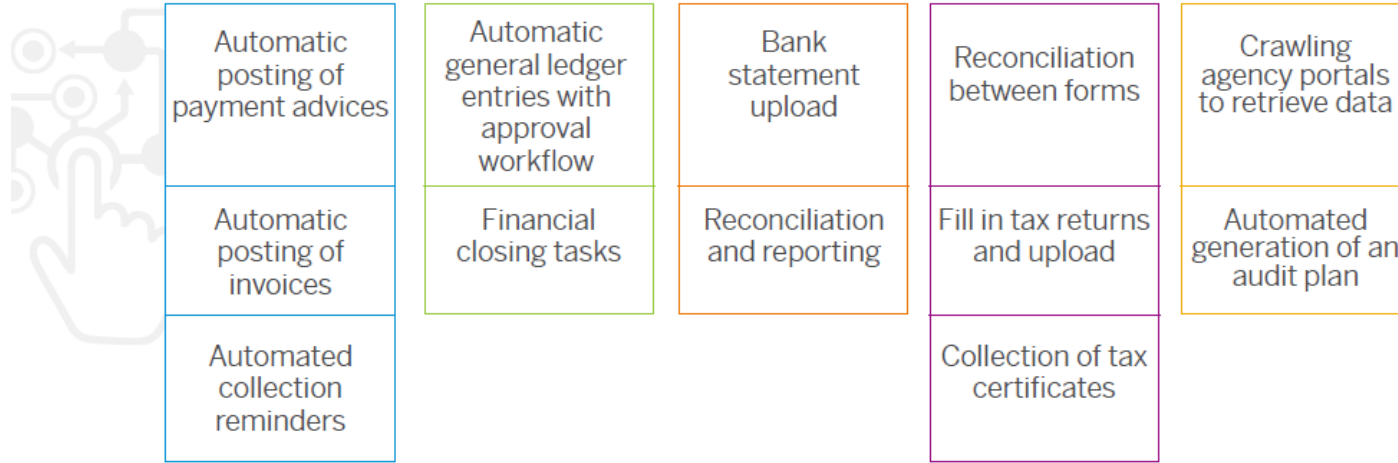 Automatic
posting of
payment advices
Automatic
posting of
invoices
Automated
collection
reminders
Automatic
general ledger
entries with
approval
workflow
Financial
closing tasks
Bank
statement
upload
Reconciliation
and reporting
Reconciliation
between forms
Fill in tax returns
and upload
Collection of tax
certificates
Crawling
agency portals
to retrieve data
Automated
generation of an
audit plan